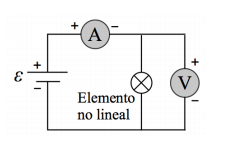 + A −
+
ε
−
+
V
−
Elemento
no lineal